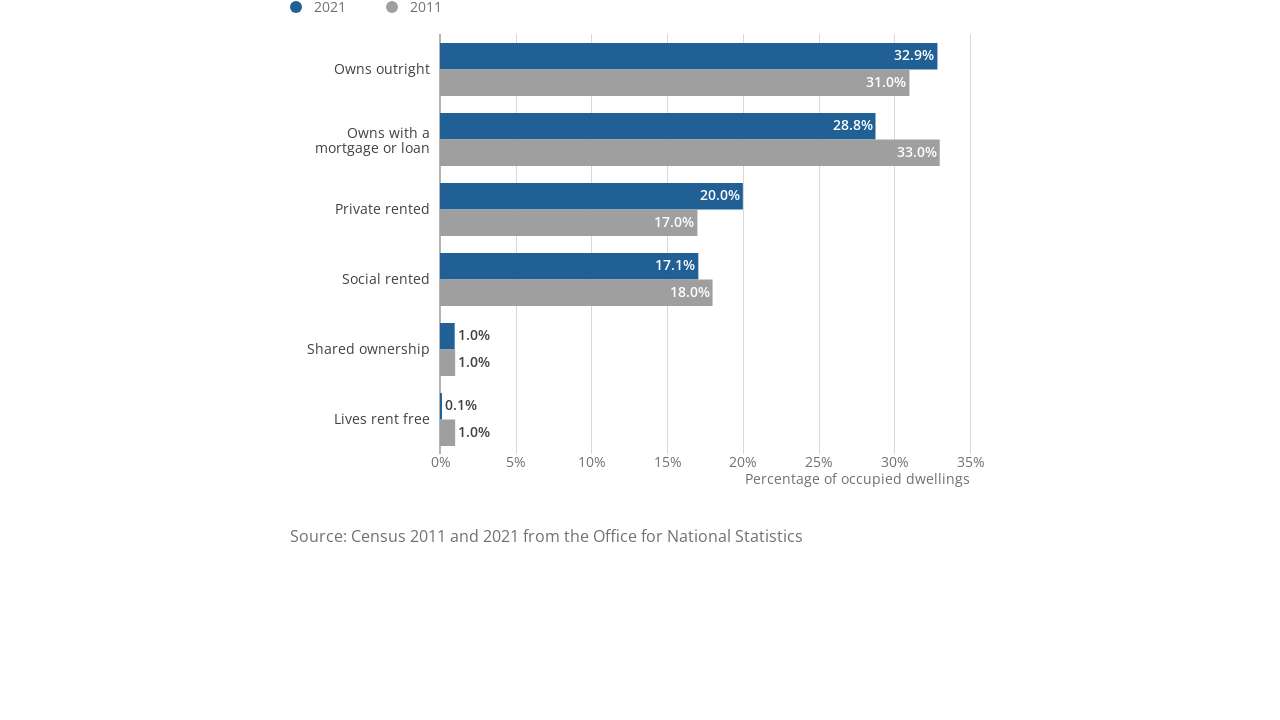 2021 2011
32.9%
Owns outright
31.0%
28.8%
Owns with a
mortgage or loan
33.0%
20.0%
Private rented
17.0%
17.1%
Social rented
18.0%
1.0%
Shared ownership
1.0%
0.1%
Lives rent free
1.0%
0% 5% 10% 15% 20% 25% 30% 35%
Percentage of occupied dwellings
Source: Census 2011 and 2021 from the Office for National Statistics